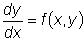 dy/dx = f(x,y)